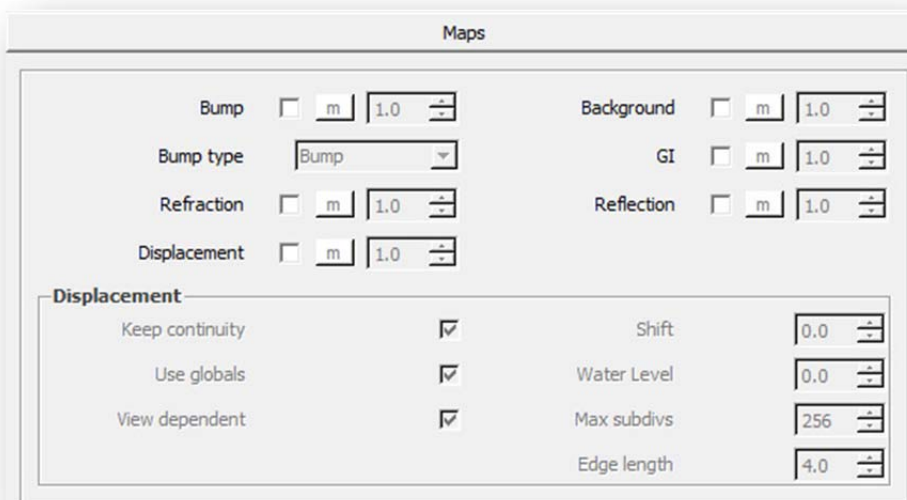 Maps
Bump m 1.0 Background m 1.0
Bump type Bump GI m 1.0
Refraction m 1.0 Reflection m 1.0
Displacement m 1.0
Displacement
Keep continuity Shift 0.0
Use globals Water Level 0.0
View dependent Max subdivs 256
Edge length 4.0